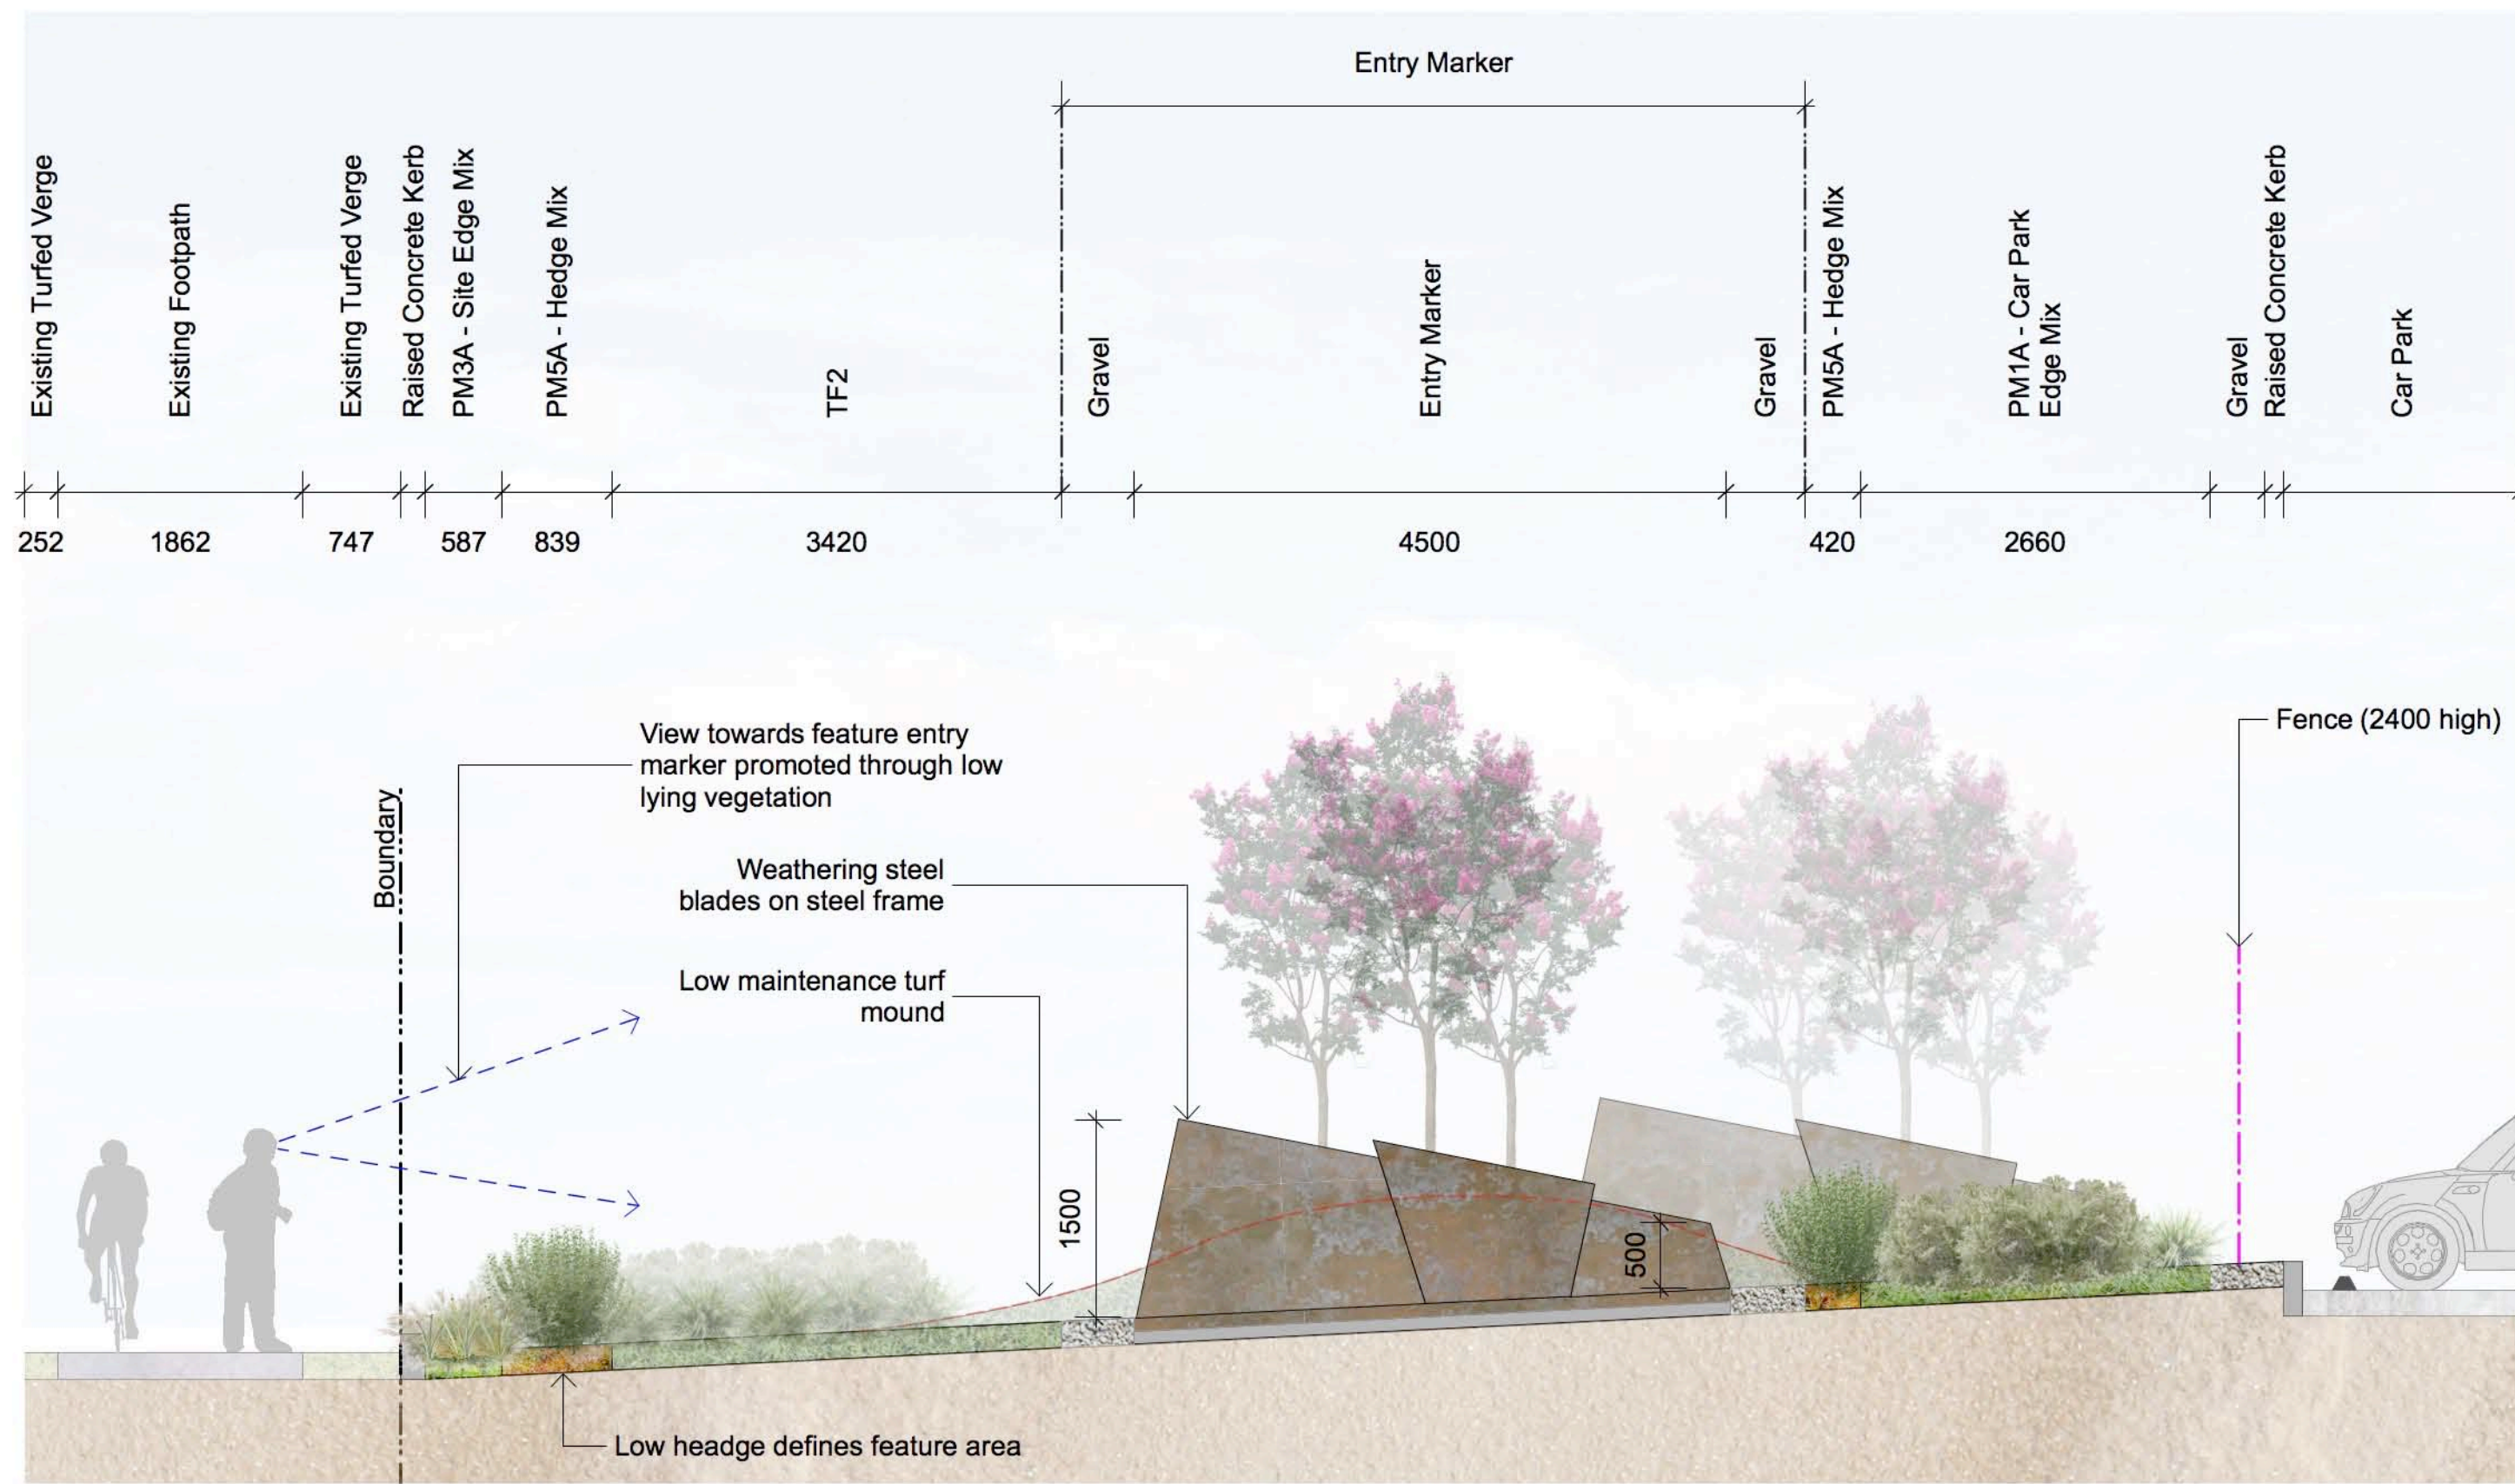 Entry Marker
Existing Turfed Verge
Existing Footpath
Existing Turfed Verge
Raised Concrete Kerb
PM3A - Site Edge Mix
PM5A - Hedge Mix
TF2
Gravel
Entry Marker
Gravel
PM5A - Hedge Mix
PM1A - Car Park
Edge Mix
Gravel
Raised Concrete Kerb
Car Park
252
1862
747
587
839
3420
4500
420
2660
View towards feature entry
marker promoted through low
lying vegetation
Fence (2400 high)
Boundary
Weathering steel
blades on steel frame
Low maintenance turf
mound
1500
500
Low headge defines feature area